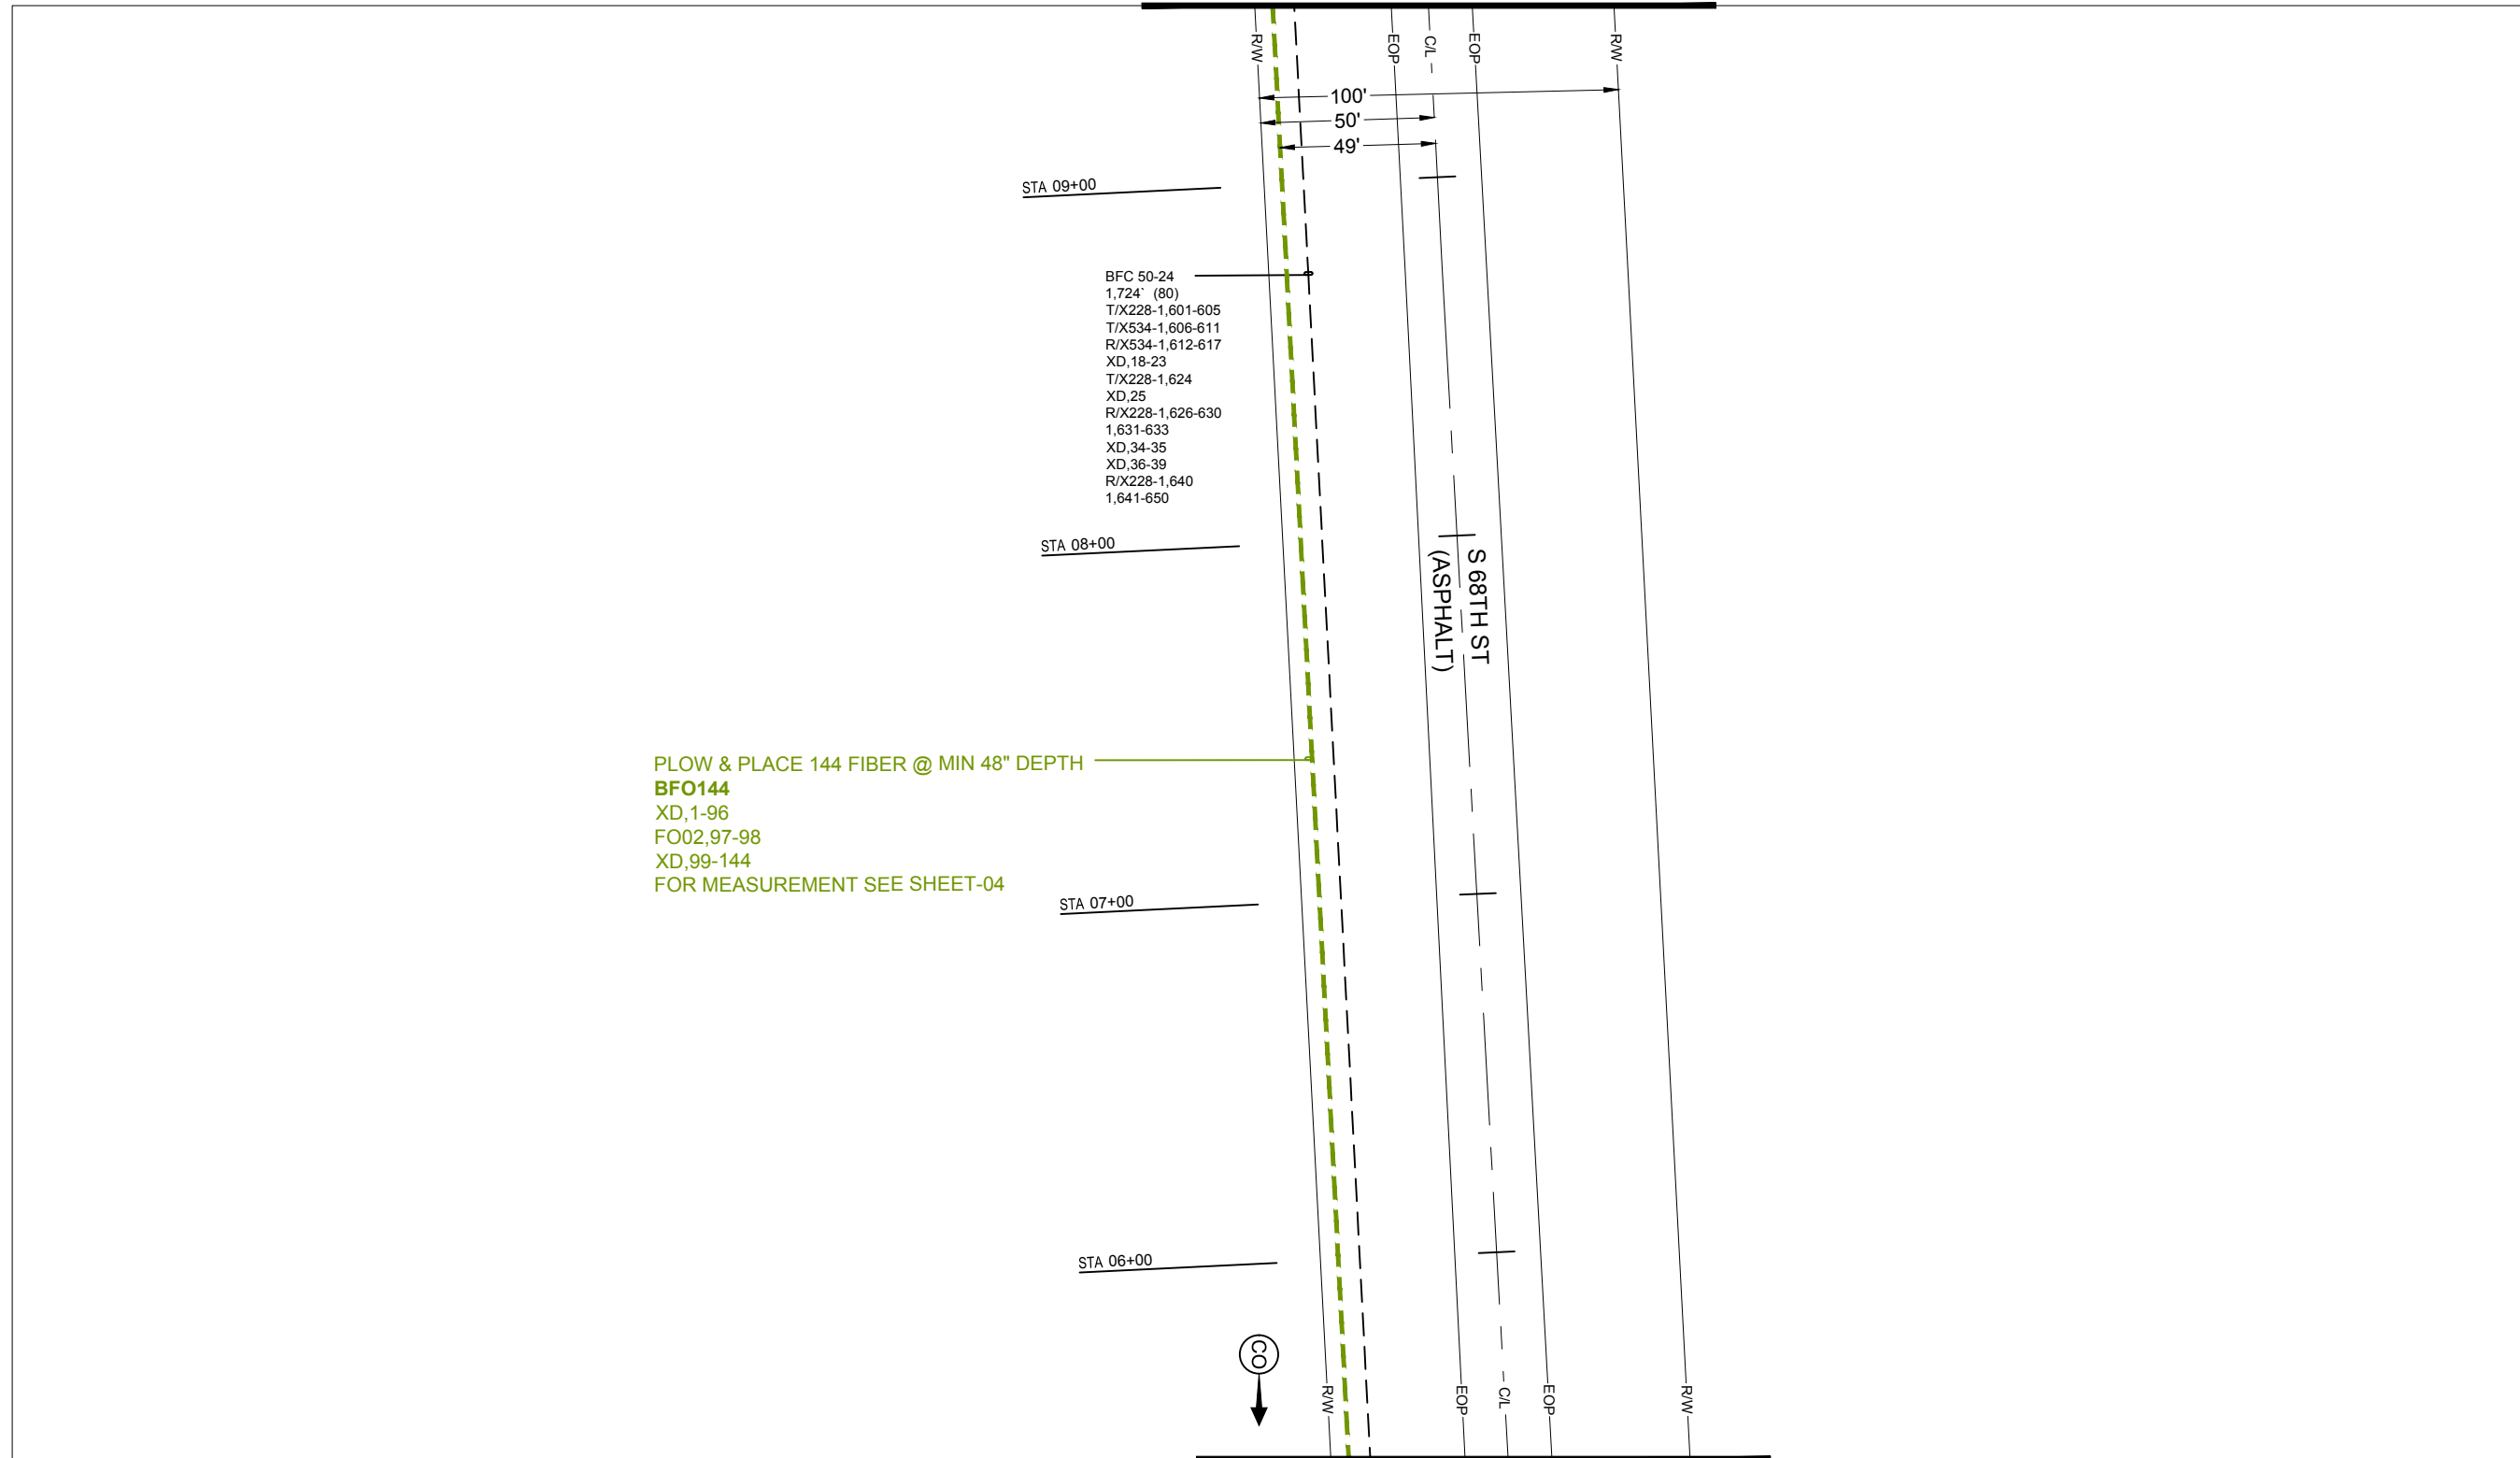 R/W
EOP
C/L
EOP
R/W
100'
50'
49'
STA 09+00
BFC 50-24
1,724` (80)
T/X228-1,601-605
T/X534-1,606-611
R/X534-1,612-617
XD,18-23
T/X228-1,624
XD,25
R/X228-1,626-630
1,631-633
XD,34-35
XD,36-39
R/X228-1,640
1,641-650
STA 08+00
S 68TH ST
(ASPHALT)
PLOW & PLACE 144 FIBER @ MIN 48" DEPTH
BFO144
XD,1-96
FO02,97-98
XD,99-144
FOR MEASUREMENT SEE SHEET-04
STA 07+00
STA 06+00
CO
R/W
EOP
C/L
EOP
R/W